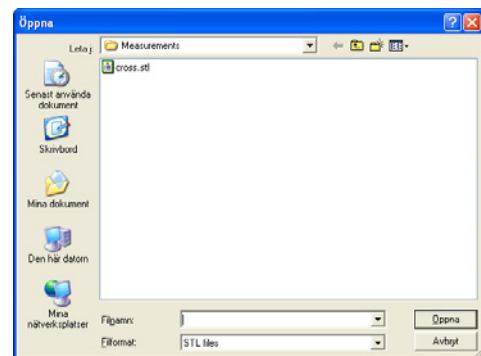 Öppna
Leta i: Measurements
cross.stl
Senast använda
dokument
Skrivbord
Mina dokument
Den här datorn
Mina
nätverksplatser
Filnamn:
Öppna
Filformat: STL files
Avbryt